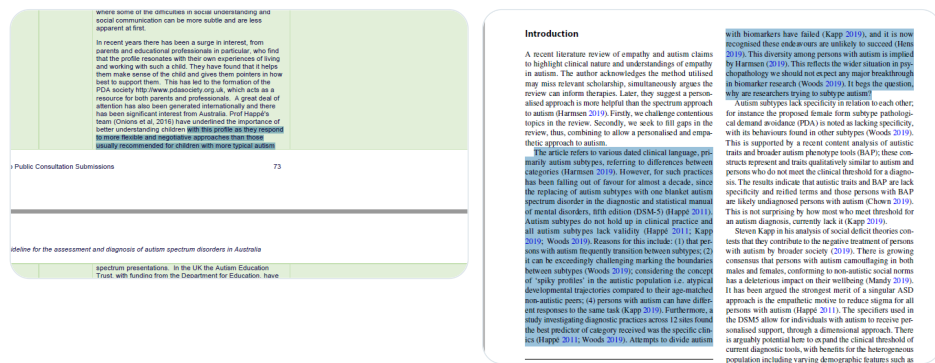 where some of the difficulties in social understanding and
social communication can be more subtle and are less
apparent at first.
In recent years there has been a surge in interest, from
parents and educational professionals in particular, who find
that the profile resonates with their own experiences of living
and working with such a child. They have found that it helps
them make sense of the child and gives them pointers in how
best to support them. This has led to the formation of the
PDA society http://www.pdasociety.org.uk, which acts as a
resource for both parents and professionals. A great deal of
attention has also been generated internationally and there
has been significant interest from Australia. Prof Happé's
team (Onions et al, 2016) have underlined the importance of
better understanding children with this profile as they respond
to more flexible and negotiative approaches than those
usually recommended for children with more typical autism
Public Consultation Submissions 73
ideline for the assessment and diagnosis of autism spectrum disorders in Australia
spectrum presentations. In the UK the Autism Education
Trust, with funding from the Department for Education, have
Introduction
A recent literature review of empathy and autism claims
to highlight clinical nature and understandings of empathy
in autism. The author acknowledges the method utilised
may miss relevant scholarship, simultaneously argues the
review can inform therapies. Later, they suggest a person-
alised approach is more helpful than the spectrum approach
to autism (Harmsen 2019). Firstly, we challenge contentious
topics in the review. Secondly, we seek to fill gaps in the
review, thus, combining to allow a personalised and empa-
thetic approach to autism.
The article refers to various dated clinical language, pri-
marily autism subtypes, referring to differences between
categories (Harmsen 2019). However, for such practices
has been falling out of favour for almost a decade, since
the replacing of autism subtypes with one blanket autism
spectrum disorder in the diagnostic and statistical manual
of mental disorders, fifth edition (DSM-5) (Happé 2011).
Autism subtypes do not hold up in clinical practice and
all autism subtypes lack validity (Happé 2011; Kapp
2019; Woods 2019). Reasons for this include: (1) that per-
sons with autism frequently transition between subtypes; (2)
it can be exceedingly challenging marking the boundaries
between subtypes (Woods 2019); considering the concept
of 'spiky profiles' in the autistic population i.e. atypical
developmental trajectories compared to their age-matched
non-autistic peers; (4) persons with autism can have differ-
ent responses to the same task (Kapp 2019). Furthermore, a
study investigating diagnostic practices across 12 sites found
the best predictor of category received was the specific clin-
ics (Happé 2011; Woods 2019). Attempts to divide autism
with biomarkers have failed (Kapp 2019), and it is now
recognised these endeavours are unlikely to succeed (Hens
2019). This diversity among persons with autism is implied
by Harmsen (2019). This reflects the wider situation in psy-
chopathology we should not expect any major breakthrough
in biomarker research (Woods 2019). It begs the question,
why are researchers trying to subtype autism?
Autism subtypes lack specificity in relation to each other;
for instance the proposed female form subtype pathologi-
cal demand avoidance (PDA) is noted as lacking specificity,
with its behaviours found in other subtypes (Woods 2019).
This is supported by a recent content analysis of autistic
traits and broader autism phenotype tools (BAP); these con-
structs represent and traits qualitatively similar to autism and
persons who do not meet the clinical threshold for a diagno-
sis. The results indicate that autistic traits and BAP are lack
specificity and reified terms and those persons with BAP
are likely undiagnosed persons with autism (Chown 2019).
This is not surprising by how most who meet threshold for
an autism diagnosis, currently lack it (Kapp 2019).
Steven Kapp in his analysis of social deficit theories con-
tests that they contribute to the negative treatment of persons
with autism by broader society (2019). There is growing
consensus that persons with autism camouflaging in both
males and females, conforming to non-autistic social norms
has a deleterious impact on their wellbeing (Mandy 2019).
It has been argued the strongest merit of a singular ASD
approach is the empathetic motive to reduce stigma for all
persons with autism (Happé 2011). The specifiers used in
the DSM5 allow for individuals with autism to receive per-
sonalised support, through a dimensional approach. There
is arguably potential here to expand the clinical threshold of
current diagnostic tools, with benefits for the heterogeneous
population including varying demographic features such as